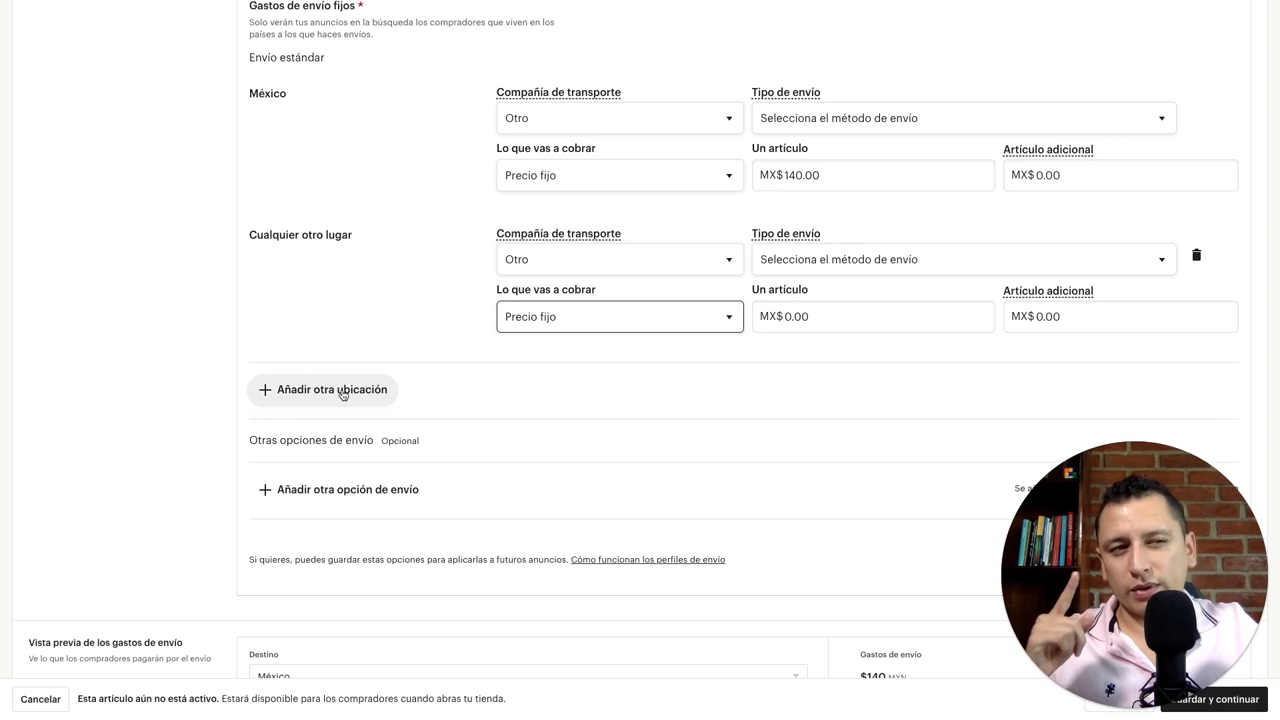 Gastos de envío fijos *
Solo verán tus anuncios en la búsqueda los compradores que viven en los
países a los que haces envíos.
Envío estándar
México
Compañía de transporte
Tipo de envío
Otro
Selecciona el método de envío
Lo que vas a cobrar
Un artículo
Artículo adicional
Precio fijo
MX$ 140.00
MX$ 0.00
Cualquier otro lugar
Compañía de transporte
Tipo de envío
Otro
Selecciona el método de envío
Lo que vas a cobrar
Un artículo
Artículo adicional
Precio fijo
MX$ 0.00
MX$ 0.00
Añadir otra ubicación
Otras opciones de envío Opcional
Añadir otra opción de envío
Si quieres, puedes guardar estas opciones para aplicarlas a futuros anuncios. Cómo funcionan los perfiles de envío
Vista previa de los gastos de envío
Ve lo que los compradores pagarán por el envío
Destino
México
Gastos de envío
$140 MXN
Cancelar
Esta artículo aún no está activo. Estará disponible para los compradores cuando abras tu tienda.
y continuar